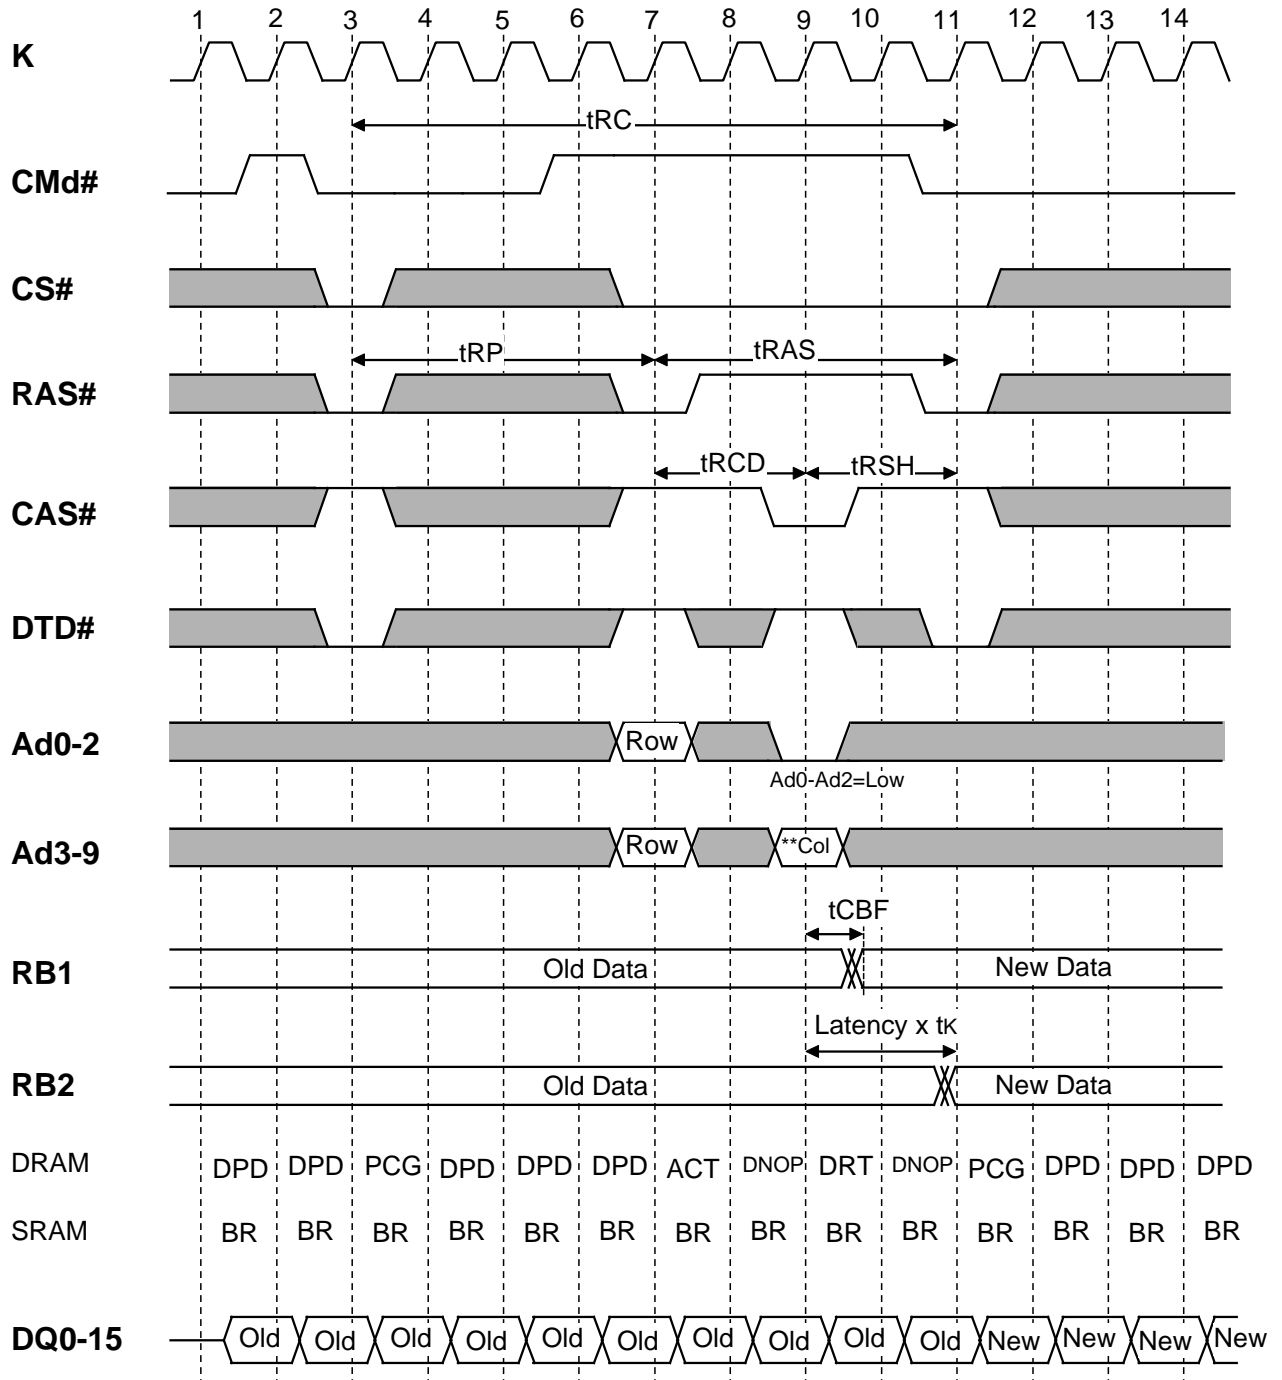 1 2 3 4 5 6 7 8 9 10 11 12 13 14
K
tRC
CMd#
CS#
tRP tRAS
RAS#
tRCD tRSH
CAS#
DTD#
Ad0-2 Row
Ad0-Ad2=Low
Ad3-9 Row **Col
tCBF
RB1 Old Data New Data
Latency x tK
RB2 Old Data New Data
DRAM DPD DPD PCG DPD DPD DPD ACT DNOP DRT DNOP PCG DPD DPD DPD
SRAM BR BR BR BR BR BR BR BR BR BR BR BR BR BR
DQ0-15 Old Old Old Old Old Old Old Old Old Old New New New New